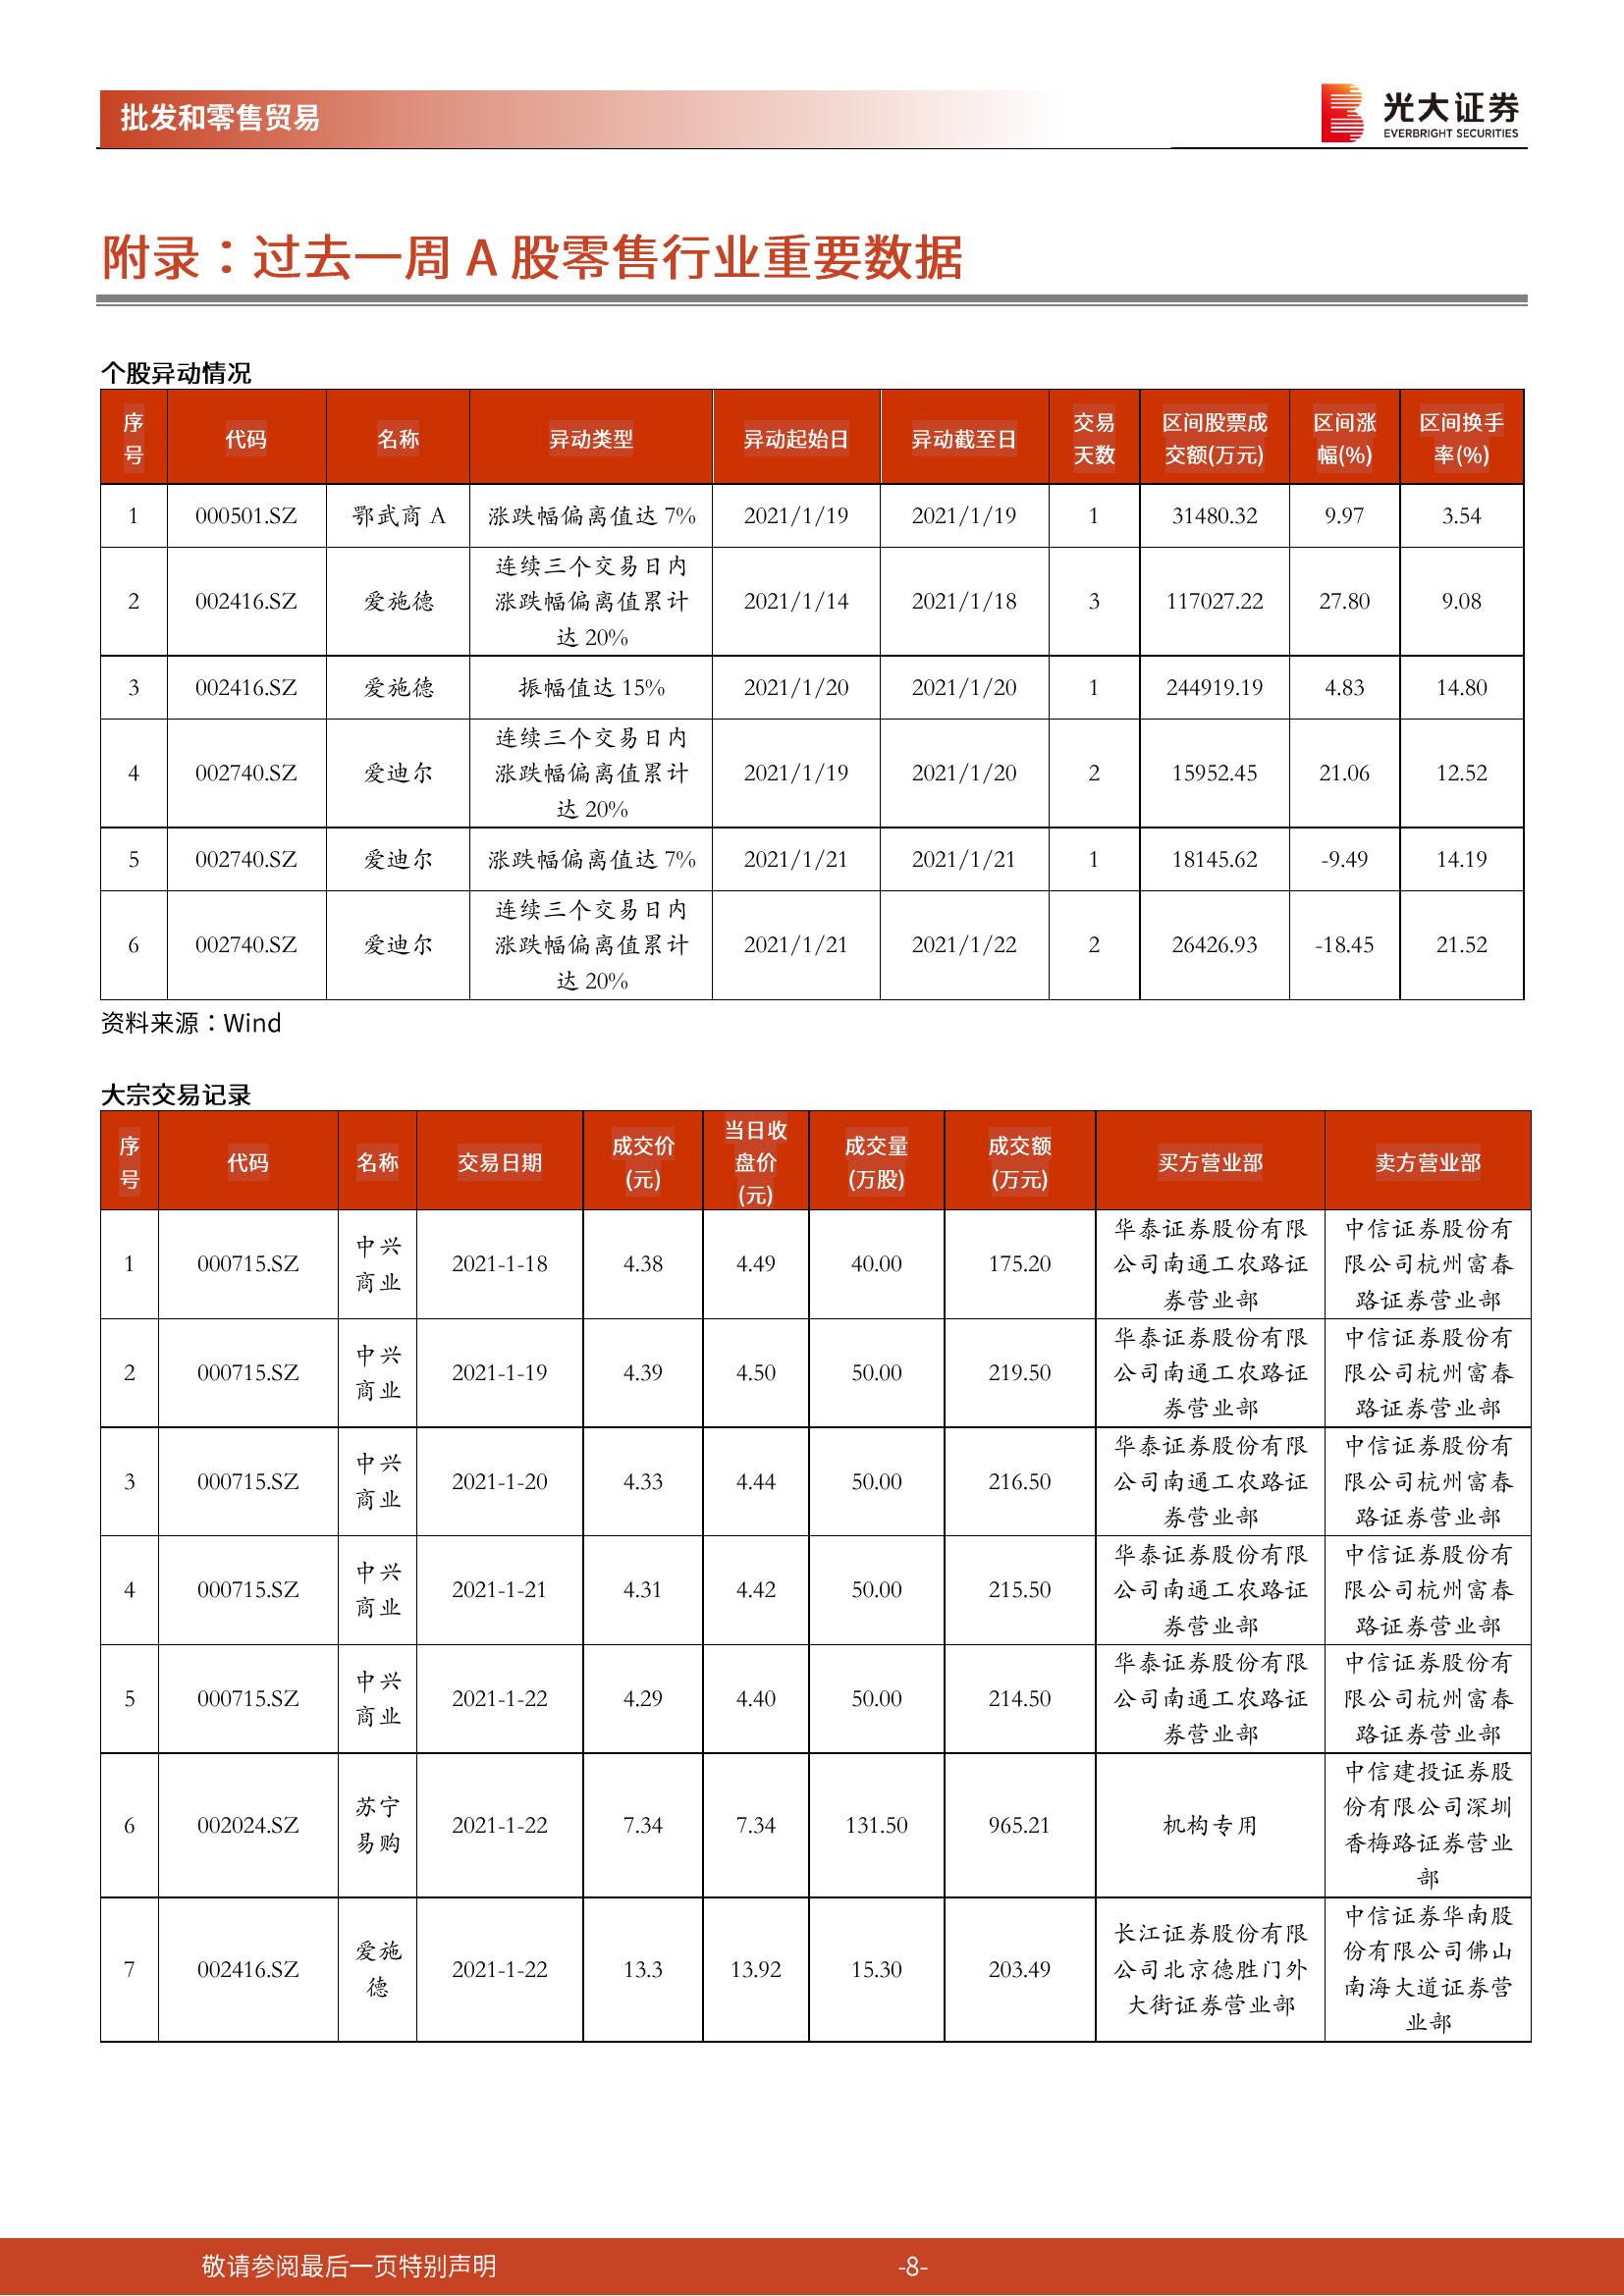 批发和零售贸易
光大证券
EVERBRIGHT SECURITIES
附录：过去一周 A 股零售行业重要数据
个股异动情况
序号 代码 名称 异动类型 异动起始日 异动截至日 交易天数 区间股票成交额(万元) 区间涨幅(%) 区间换手率(%)
1 000501.SZ 鄂武商 A 涨跌幅偏离值达 7% 2021/1/19 2021/1/19 1 31480.32 9.97 3.54
2 002416.SZ 爱施德 连续三个交易日内涨跌幅偏离值累计达 20% 2021/1/14 2021/1/18 3 117027.22 27.80 9.08
3 002416.SZ 爱施德 振幅值达 15% 2021/1/20 2021/1/20 1 244919.19 4.83 14.80
4 002740.SZ 爱迪尔 连续三个交易日内涨跌幅偏离值累计达 20% 2021/1/19 2021/1/20 2 15952.45 21.06 12.52
5 002740.SZ 爱迪尔 涨跌幅偏离值达 7% 2021/1/21 2021/1/21 1 18145.62 -9.49 14.19
6 002740.SZ 爱迪尔 连续三个交易日内涨跌幅偏离值累计达 20% 2021/1/21 2021/1/22 2 26426.93 -18.45 21.52
资料来源：Wind
大宗交易记录
序号 代码 名称 交易日期 成交价(元) 当日收盘价(元) 成交量(万股) 成交额(万元) 买方营业部 卖方营业部
1 000715.SZ 中兴商业 2021-1-18 4.38 4.49 40.00 175.20 华泰证券股份有限公司南通工农路证券营业部 中信证券股份有限公司杭州富春路证券营业部
2 000715.SZ 中兴商业 2021-1-19 4.39 4.50 50.00 219.50 华泰证券股份有限公司南通工农路证券营业部 中信证券股份有限公司杭州富春路证券营业部
3 000715.SZ 中兴商业 2021-1-20 4.33 4.44 50.00 216.50 华泰证券股份有限公司南通工农路证券营业部 中信证券股份有限公司杭州富春路证券营业部
4 000715.SZ 中兴商业 2021-1-21 4.31 4.42 50.00 215.50 华泰证券股份有限公司南通工农路证券营业部 中信证券股份有限公司杭州富春路证券营业部
5 000715.SZ 中兴商业 2021-1-22 4.29 4.40 50.00 214.50 华泰证券股份有限公司南通工农路证券营业部 中信证券股份有限公司杭州富春路证券营业部
6 002024.SZ 苏宁易购 2021-1-22 7.34 7.34 131.50 965.21 机构专用 中信建投证券股份有限公司深圳香梅路证券营业部
7 002416.SZ 爱施德 2021-1-22 13.3 13.92 15.30 203.49 长江证券股份有限公司北京德胜门外大街证券营业部 中信证券华南股份有限公司佛山南海大道证券营业部
敬请参阅最后一页特别声明
-8-